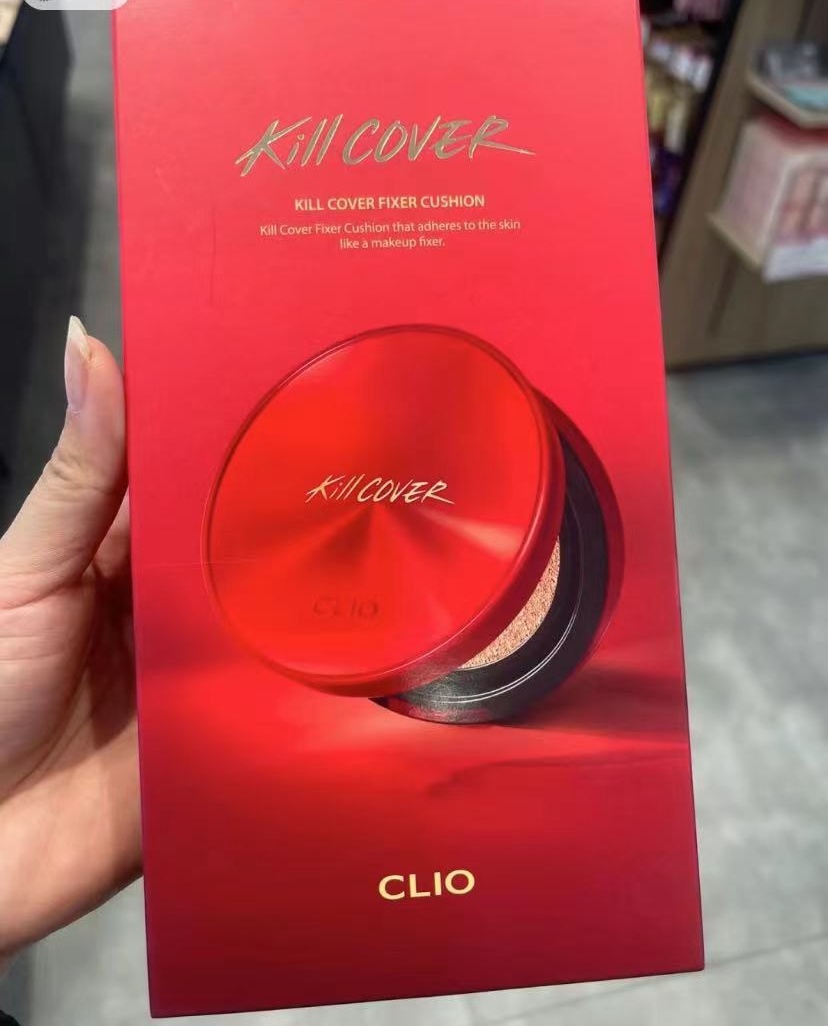 Kill COVER
KILL COVER FIXER CUSHION
Kill Cover Fixer Cushion that adheres to the skin
like a makeup fixer.
Kill COVER
CLIO
CLIO